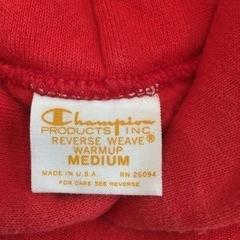 Champion
PRODUCTS INC.
REVERSE WEAVE®
WARMUP
MEDIUM
MADE IN U.S.A. RN 26094
FOR CARE SEE REVERSE